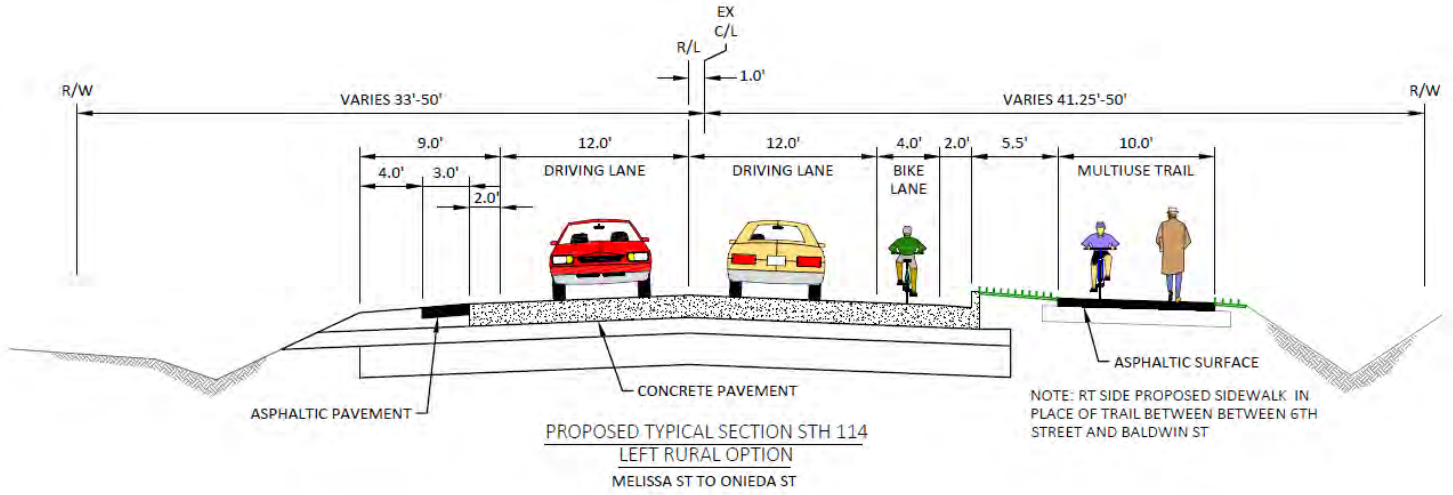 EX
C/L
R/L
1.0'
R/W
VARIES 33'-50'
VARIES 41.25'-50'
R/W
9.0'
12.0'
12.0'
4.0'
2.0'
5.5'
10.0'
4.0'
3.0'
DRIVING LANE
DRIVING LANE
BIKE
LANE
MULTIUSE TRAIL
2.0'
ASPHALTIC SURFACE
CONCRETE PAVEMENT
ASPHALTIC PAVEMENT
NOTE: RT SIDE PROPOSED SIDEWALK IN
PLACE OF TRAIL BETWEEN BETWEEN 6TH
STREET AND BALDWIN ST
PROPOSED TYPICAL SECTION STH 114
LEFT RURAL OPTION
MELISSA ST TO ONIEDA ST